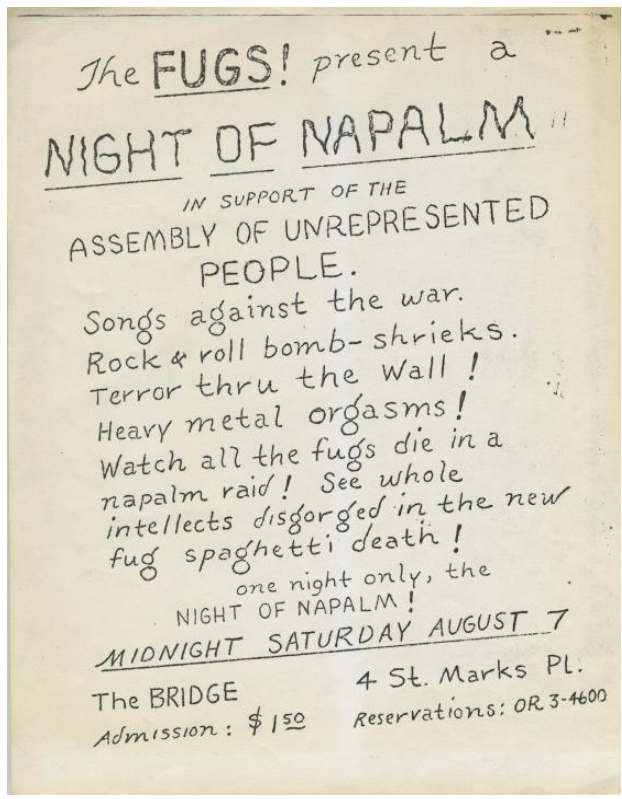 The FUGS! present a
NIGHT OF NAPALM
IN SUPPORT OF THE
ASSEMBLY OF UNREPRESENTED
PEOPLE.
Songs against the war.
Rock & roll bomb-shrieks.
Terror thru the Wall!
Heavy metal orgasms!
Watch all the fugs die in a
napalm raid! See whole
intellects disgorged in the new
fug spaghetti death!
one night only, the
NIGHT OF NAPALM!
MIDNIGHT SATURDAY AUGUST 7
The BRIDGE 4 St. Marks Pl.
Admission: $1 50 Reservations: OR 3-4600